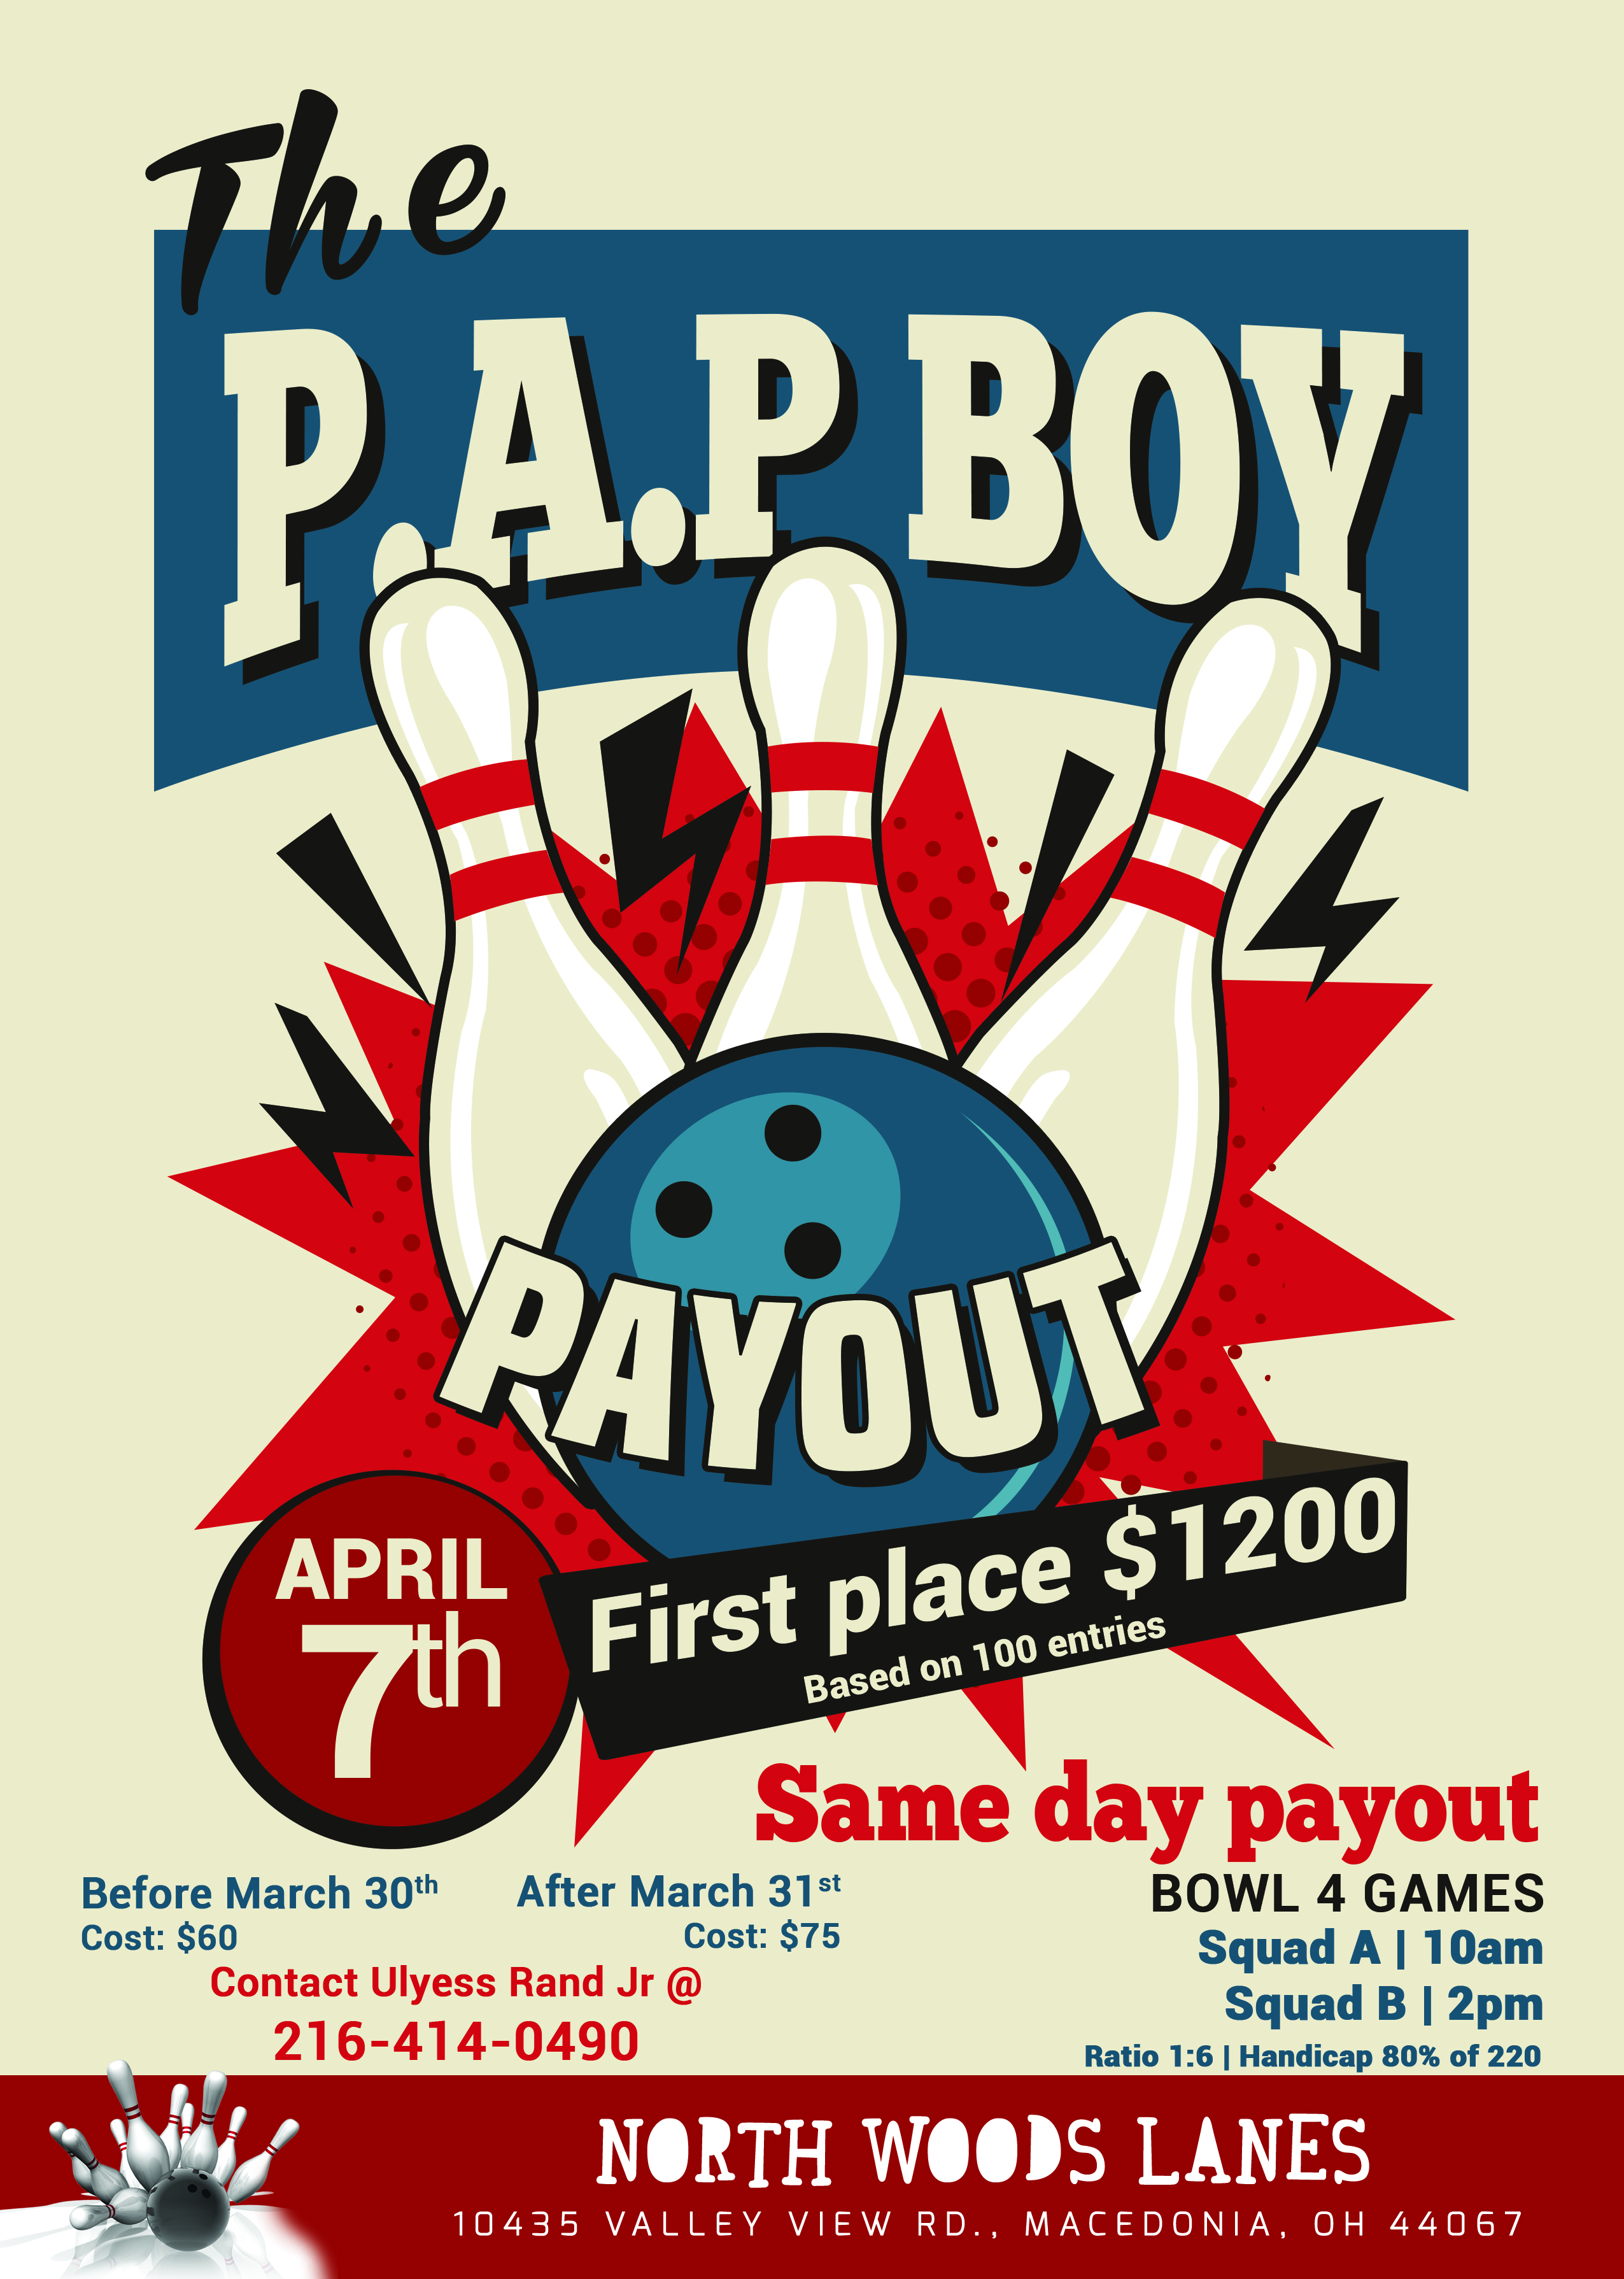 The
P.A.P BOY
PAYOUT
APRIL
7th
First place $1200
Based on 100 entries
Same day payout
Before March 30th
Cost: $60
After March 31st
Cost: $75
Contact Ulyess Rand Jr @
216-414-0490
BOWL 4 GAMES
Squad A | 10am
Squad B | 2pm
Ratio 1:6 | Handicap 80% of 220
NORTH WOODS LANES
10435 VALLEY VIEW RD., MACEDONIA, OH 44067